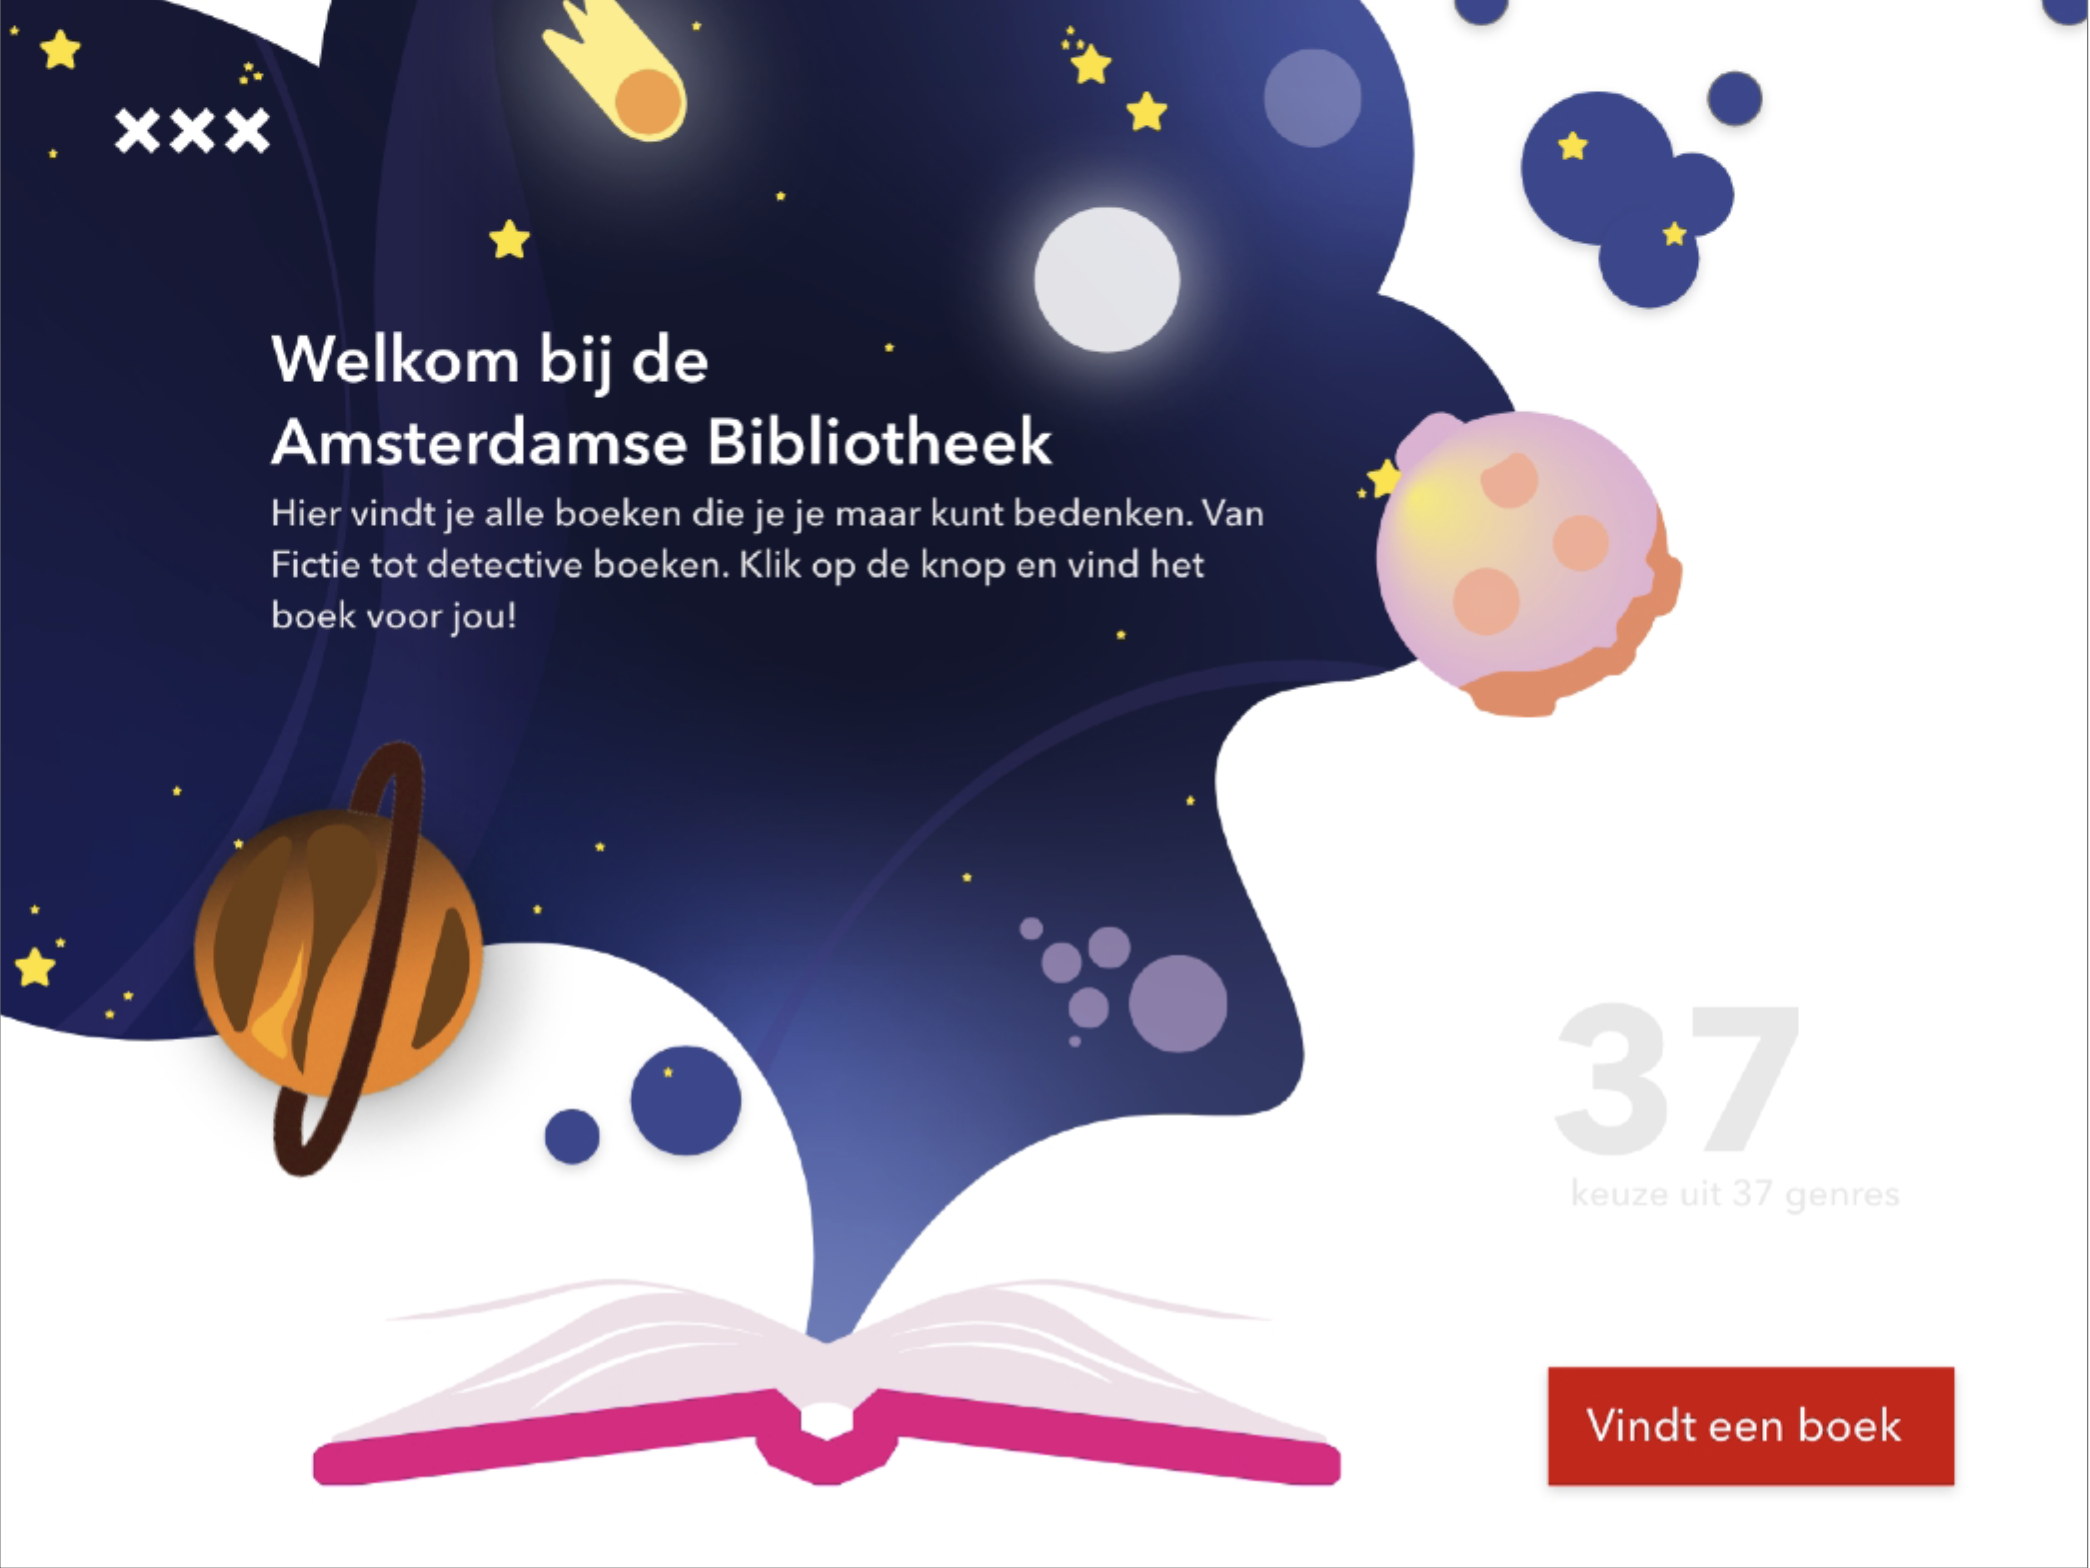 XXX
Welkom bij de
Amsterdamse Bibliotheek
Hier vindt je alle boeken die je je maar kunt bedenken. Van
Fictie tot detective boeken. Klik op de knop en vind het
boek voor jou!
37
keuze uit 37 genres
Vindt een boek